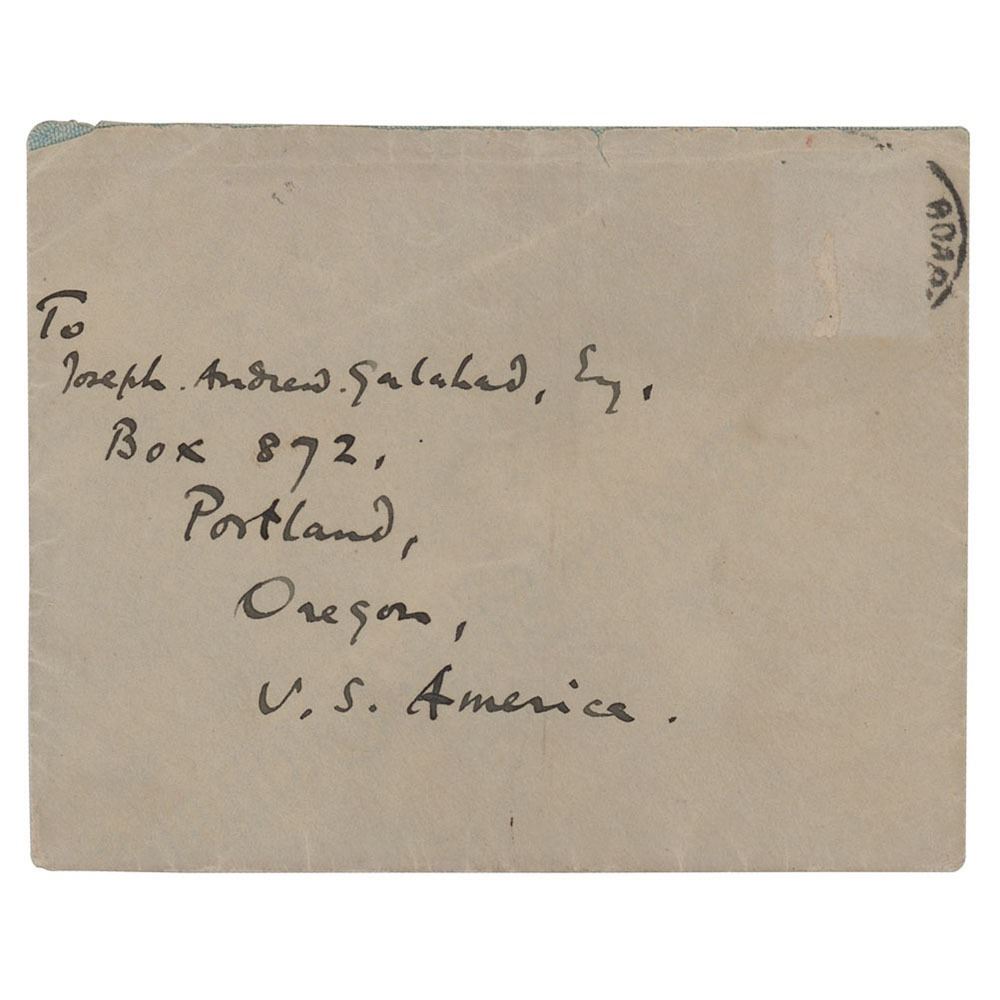 To
Joseph. Andrew. Galahad, Esq,
Box 872,
Portland,
Oregon,
U. S. America.